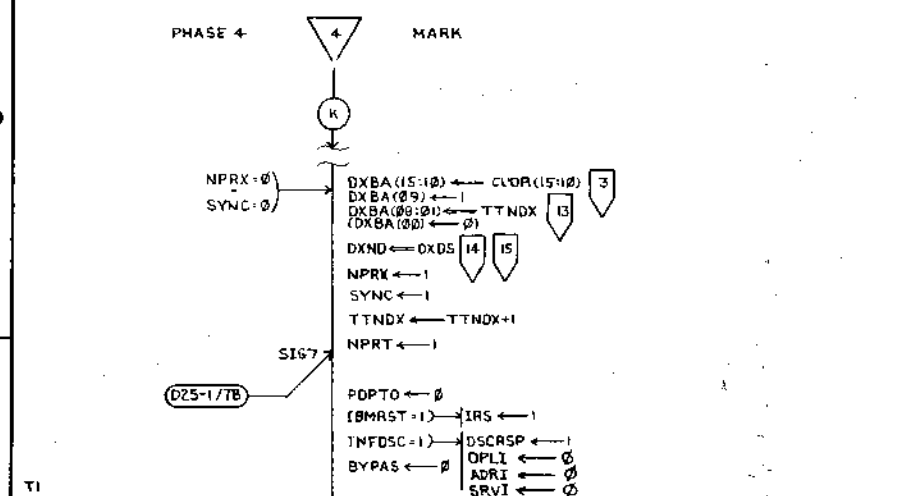 PHASE 4 4 MARK
K
NPRX=Ø)
SYNC=Ø)
DXBA(15:1Ø) ← CUOR(15:1Ø) 3
DXBA(Ø9) ← 1
DXBA(Ø8:Ø1) ← TTNDX 13
(DXBA(ØØ) ← Ø)
DXND ⇐ DXDS 14 15
NPRX ← 1
SYNC ← 1
TTNDX ← TTNDX+1
SIG7 NPRT ← 1
D25-1/7B
PDPTO ← Ø
(BMRST=1) → IRS ← 1
INFDSC=1) → DSCRSP ← 1
OPLI ← Ø
BYPAS ← Ø
ADRI ← Ø
SRVI ← Ø
TI